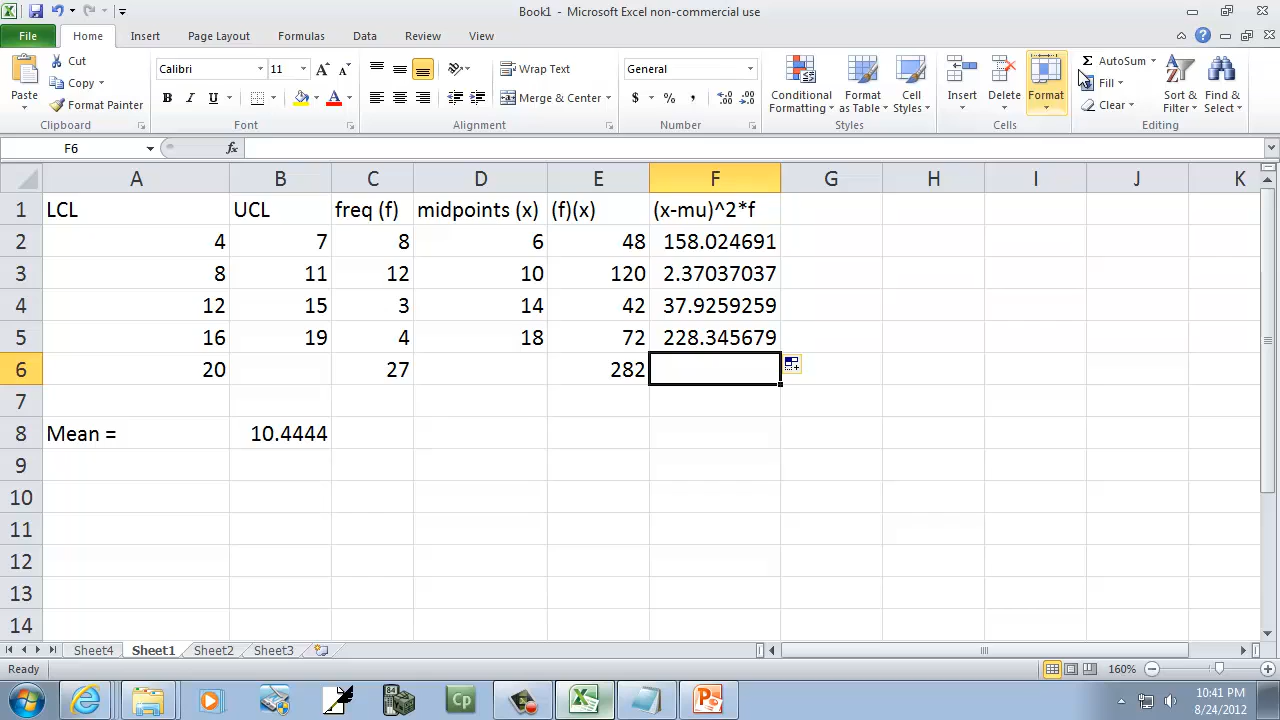 Book1 - Microsoft Excel non-commercial use
File Home Insert Page Layout Formulas Data Review View
Paste
Cut
Copy
Format Painter
Clipboard
Calibri 11
B I U A
Font
Wrap Text
Merge & Center
Alignment
General
$ % ,
Number
Conditional Formatting
Format as Table
Cell Styles
Styles
Insert
Delete
Format
Cells
AutoSum
Fill
Clear
Sort & Filter
Find & Select
Editing
F6 fx
A B C D E F G H I J K
1 LCL UCL freq (f) midpoints (x) (f)(x) (x-mu)^2*f
2 4 7 8 6 48 158.024691
3 8 11 12 10 120 2.37037037
4 12 15 3 14 42 37.9259259
5 16 19 4 18 72 228.345679
6 20 27 282
7
8 Mean = 10.4444
9
10
11
12
13
14
Sheet4 Sheet1 Sheet2 Sheet3
Ready 160%
Cp
10:41 PM
8/24/2012